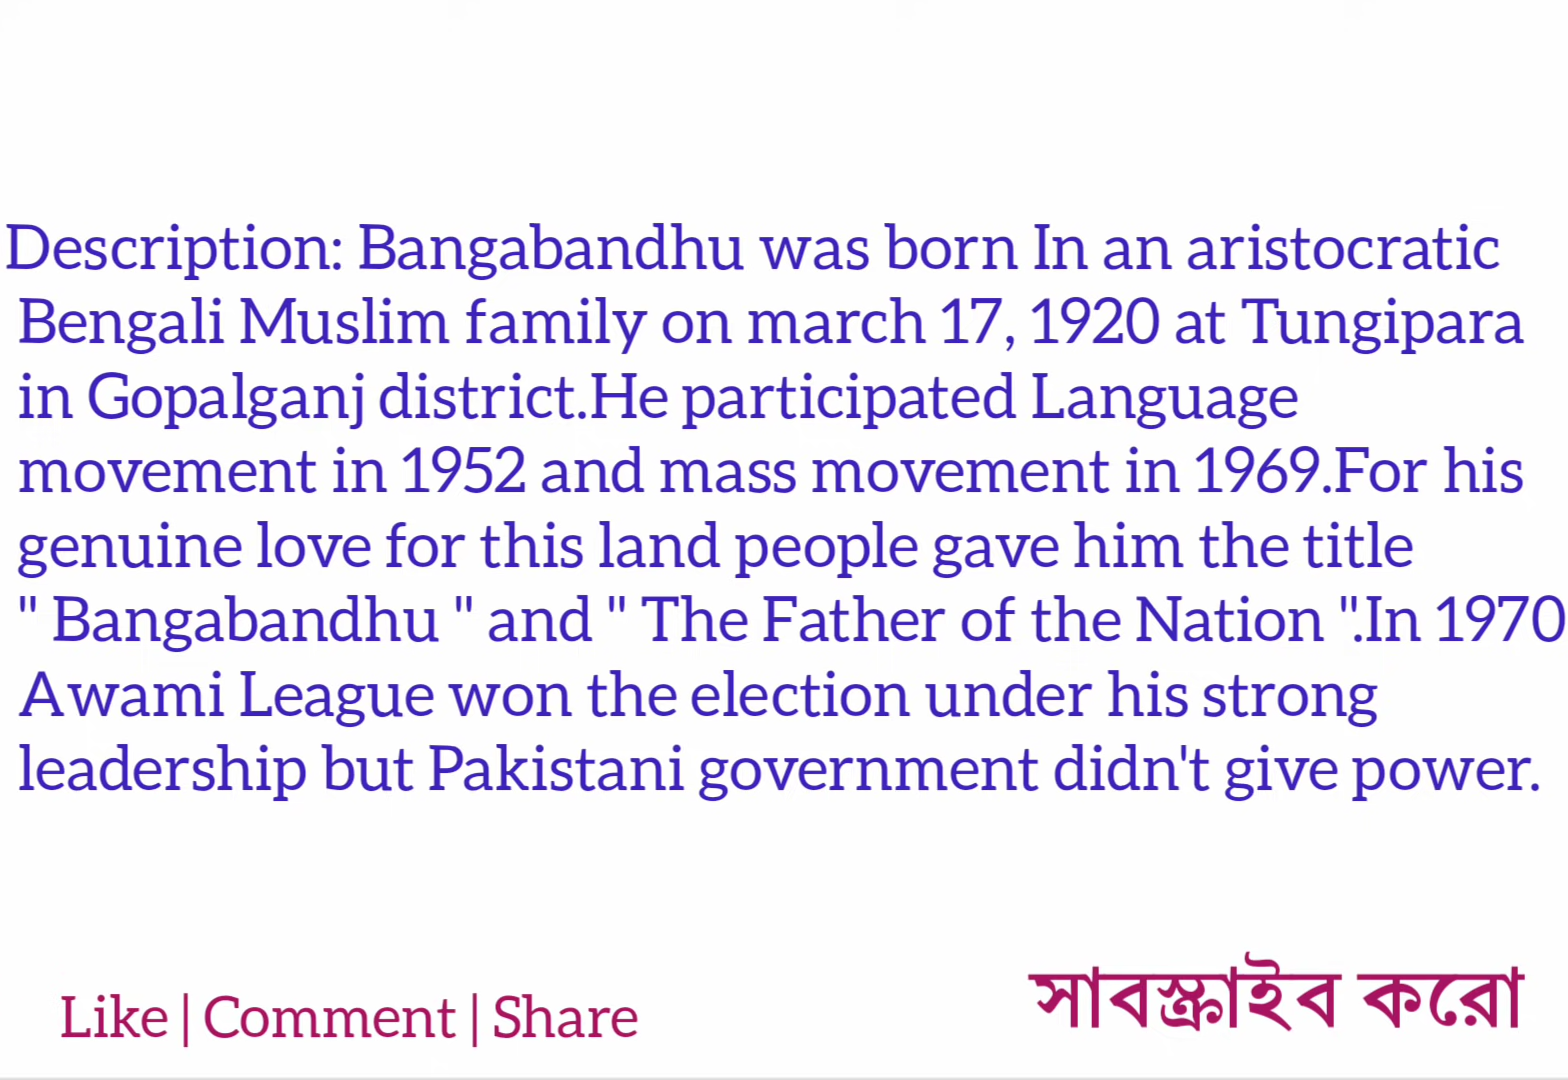 Description: Bangabandhu was born In an aristocratic
Bengali Muslim family on march 17, 1920 at Tungipara
in Gopalganj district.He participated Language
movement in 1952 and mass movement in 1969.For his
genuine love for this land people gave him the title
" Bangabandhu " and " The Father of the Nation ".In 1970
Awami League won the election under his strong
leadership but Pakistani government didn't give power.
Like | Comment | Share
সাবস্ক্রাইব করো